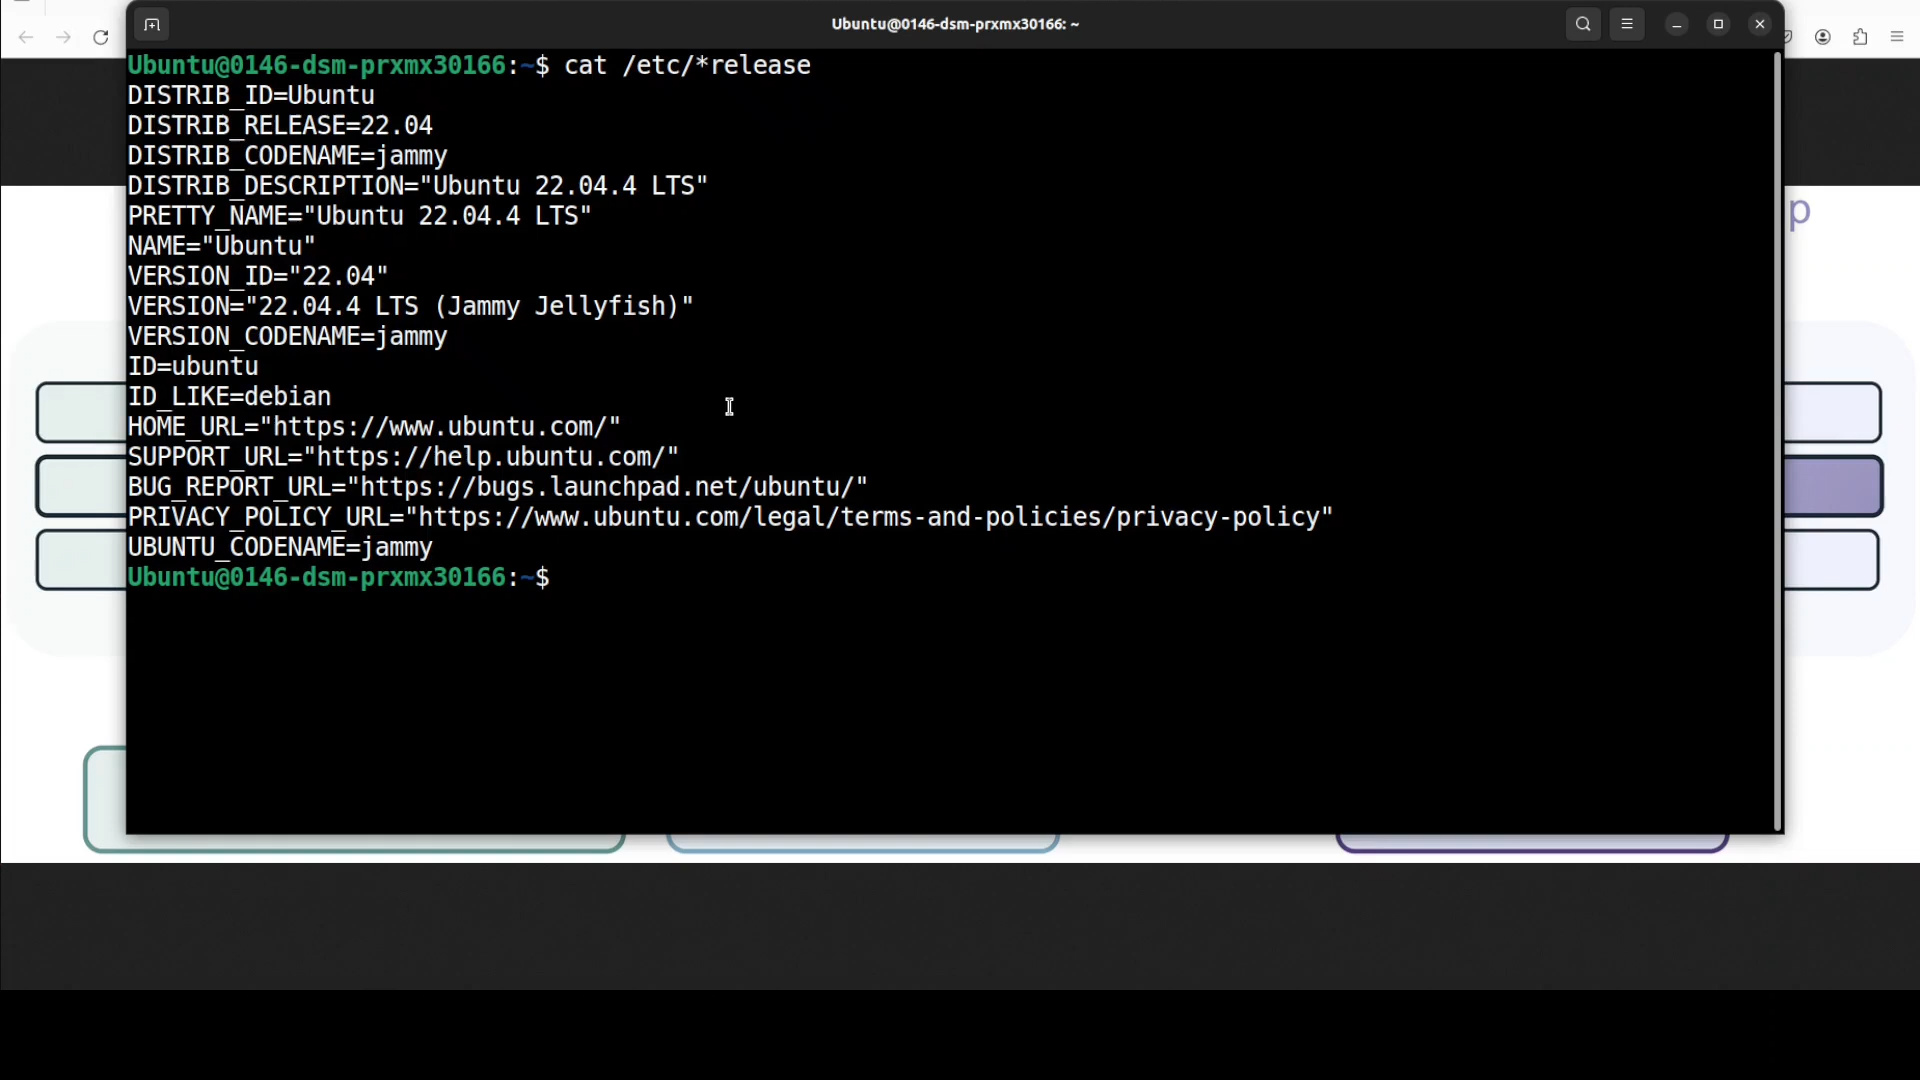 Ubuntu@0146-dsm-prxmx30166: ~
Ubuntu@0146-dsm-prxmx30166:~$ cat /etc/*release
DISTRIB_ID=Ubuntu
DISTRIB_RELEASE=22.04
DISTRIB_CODENAME=jammy
DISTRIB_DESCRIPTION="Ubuntu 22.04.4 LTS"
PRETTY_NAME="Ubuntu 22.04.4 LTS"
NAME="Ubuntu"
VERSION_ID="22.04"
VERSION="22.04.4 LTS (Jammy Jellyfish)"
VERSION_CODENAME=jammy
ID=ubuntu
ID_LIKE=debian
HOME_URL="https://www.ubuntu.com/"
SUPPORT_URL="https://help.ubuntu.com/"
BUG_REPORT_URL="https://bugs.launchpad.net/ubuntu/"
PRIVACY_POLICY_URL="https://www.ubuntu.com/legal/terms-and-policies/privacy-policy"
UBUNTU_CODENAME=jammy
Ubuntu@0146-dsm-prxmx30166:~$
p